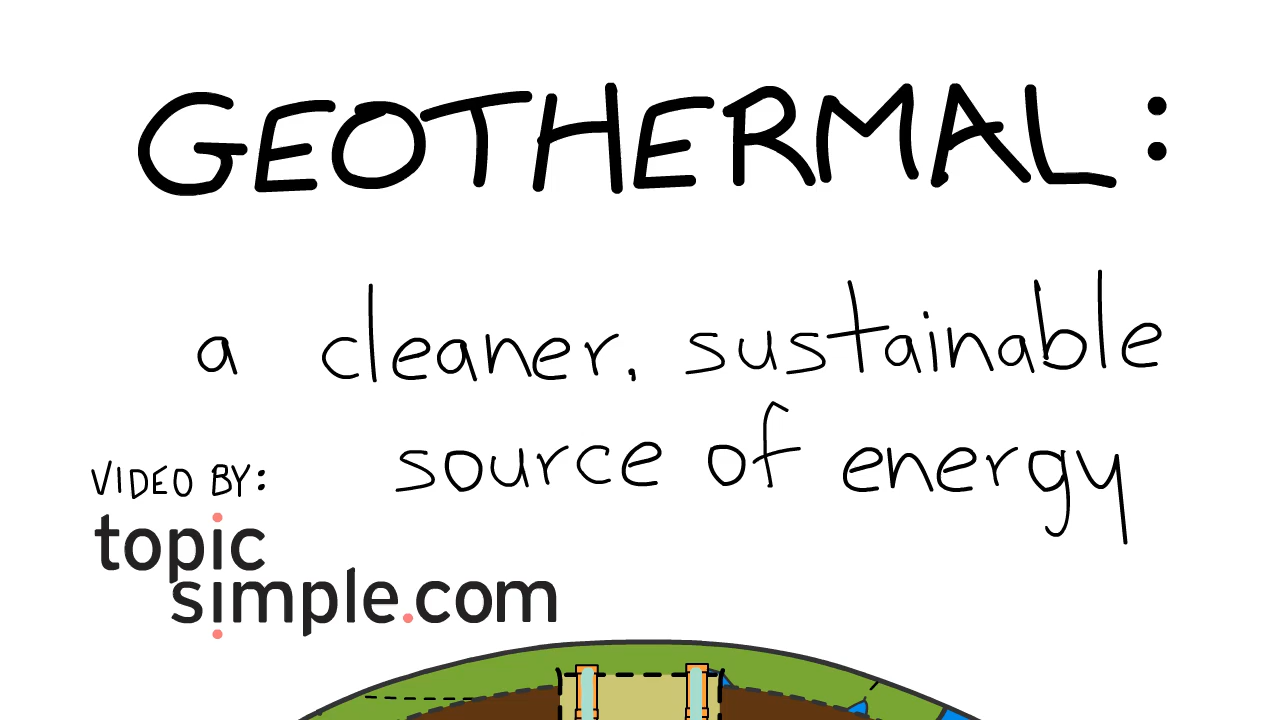 GEOTHERMAL:
a cleaner, sustainable
source of energy
VIDEO BY:
topic
simple.com